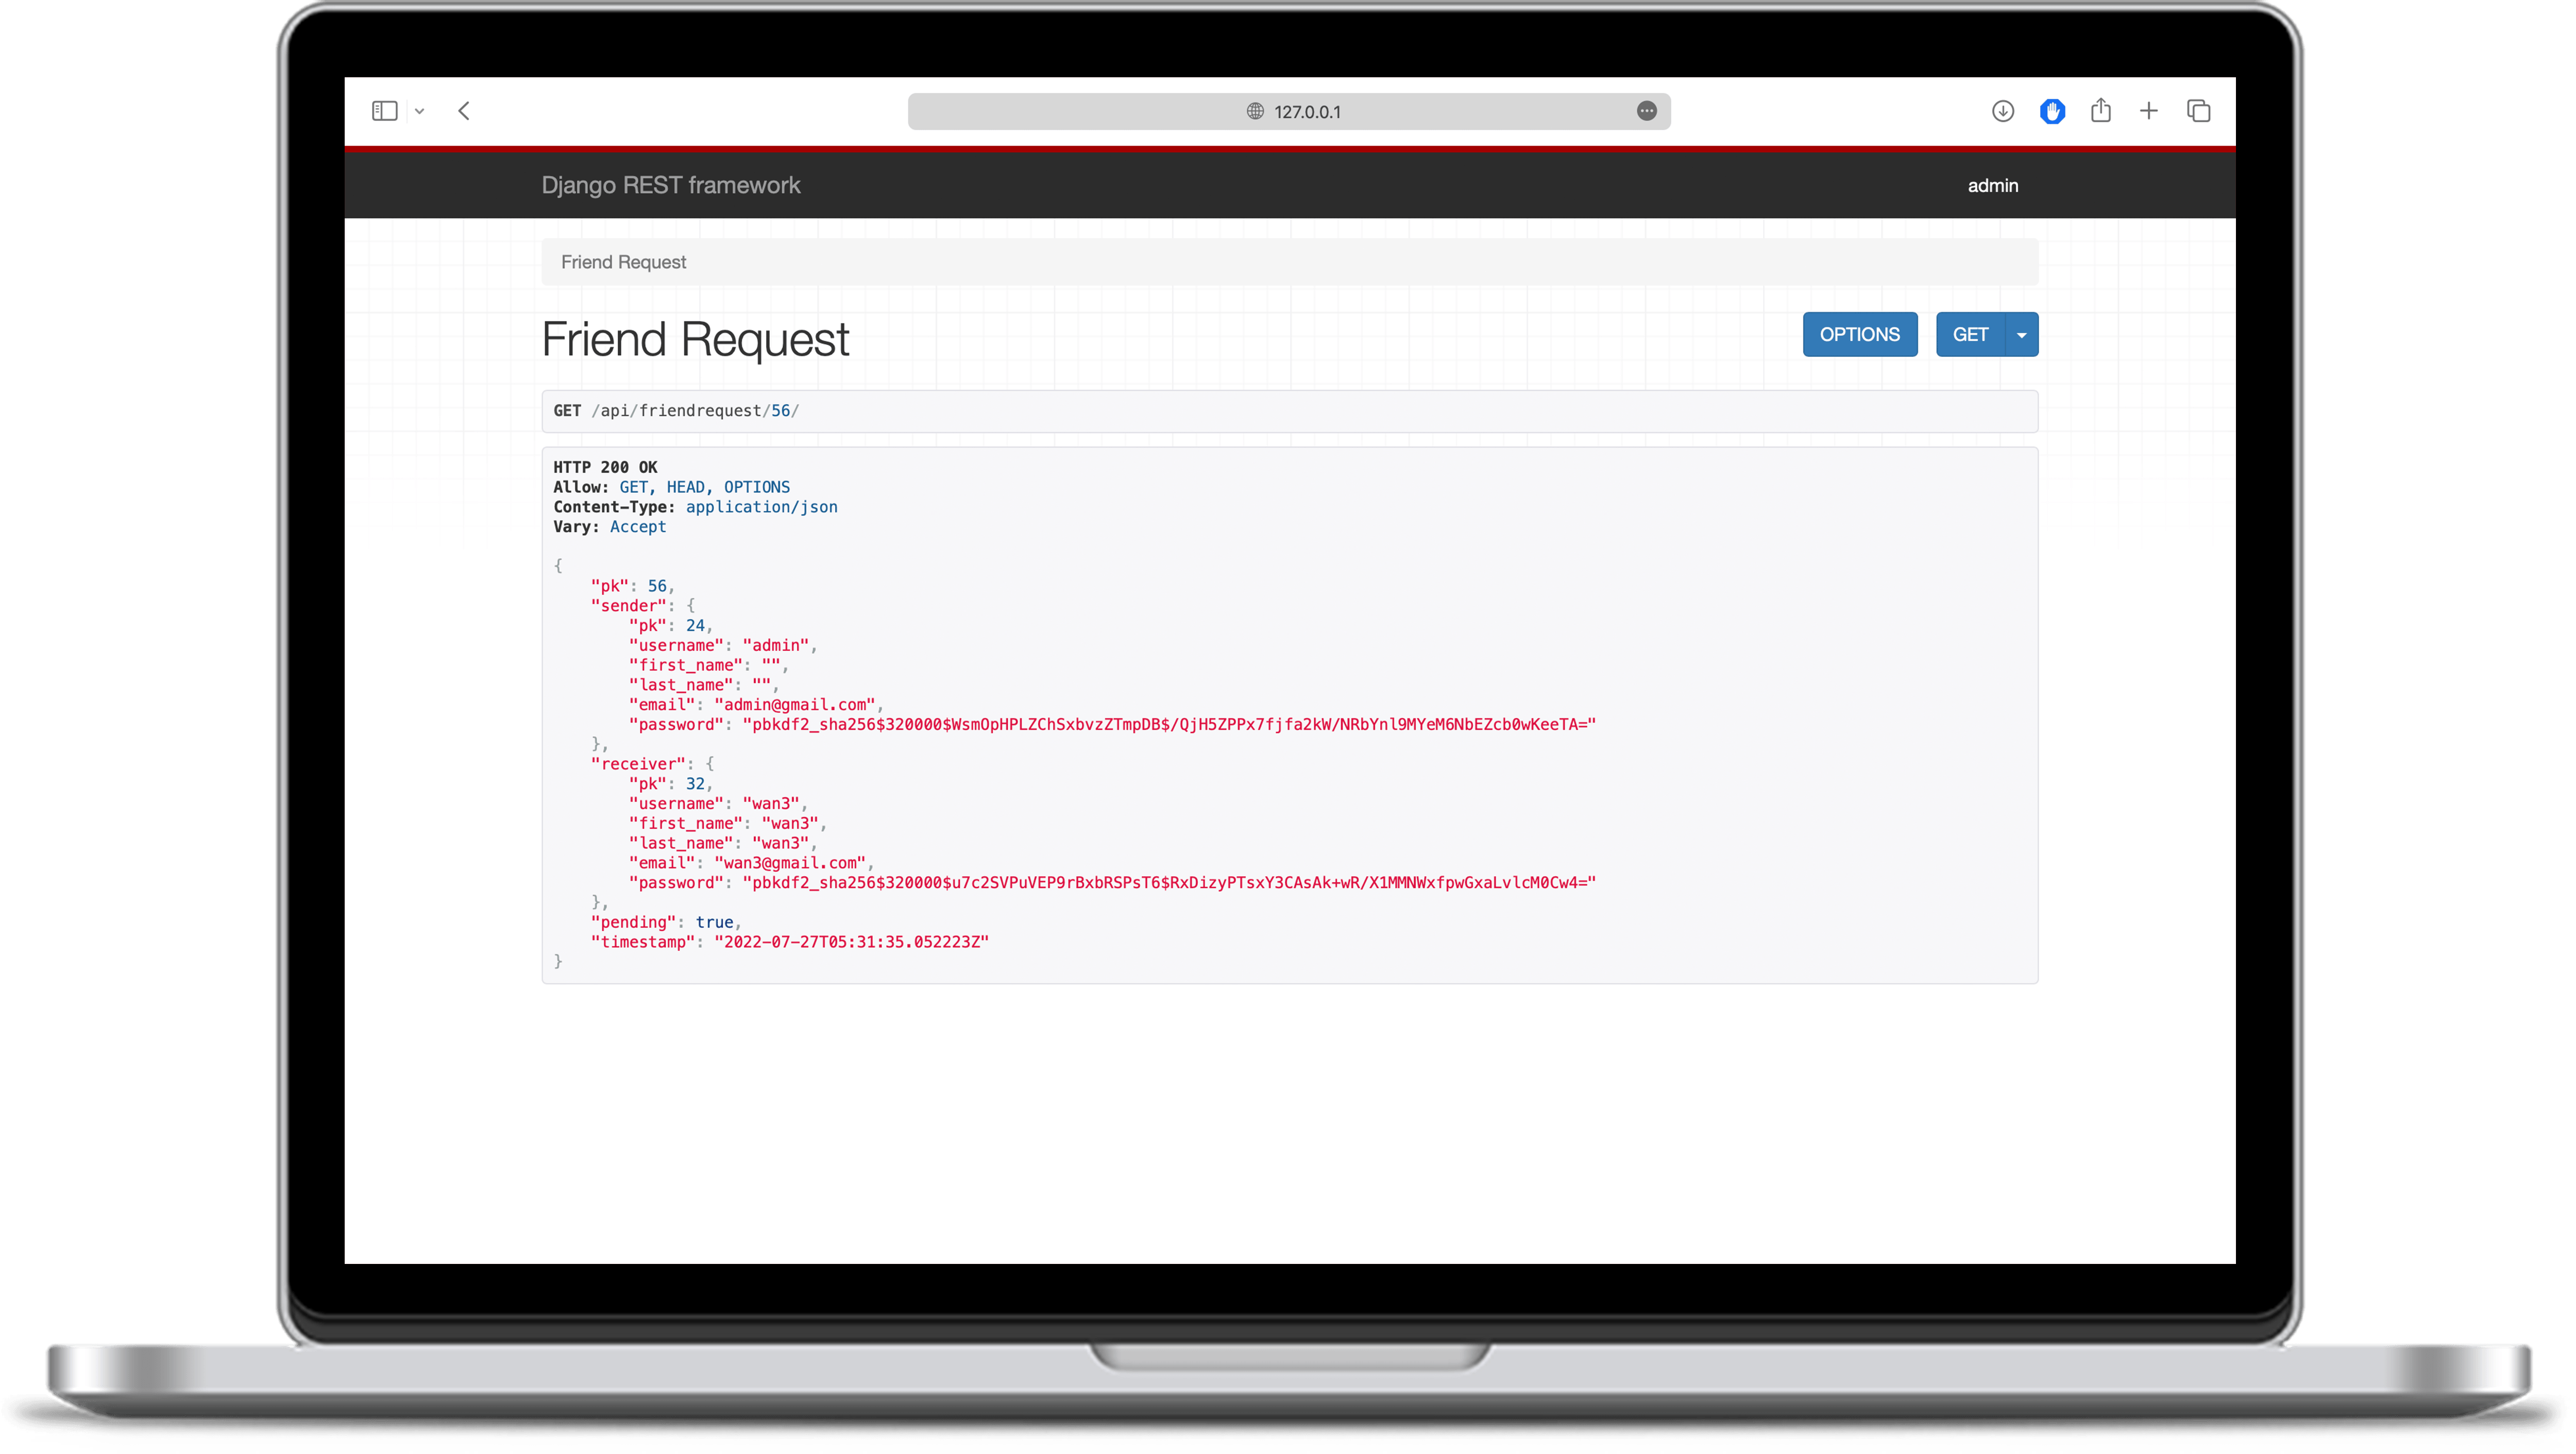 127.0.0.1
Django REST framework
admin
Friend Request
Friend Request
OPTIONS
GET
GET /api/friendrequest/56/
HTTP 200 OK
Allow: GET, HEAD, OPTIONS
Content-Type: application/json
Vary: Accept
{
"pk": 56,
"sender": {
"pk": 24,
"username": "admin",
"first_name": "",
"last_name": "",
"email": "admin@gmail.com",
"password": "pbkdf2_sha256$320000$WsmOpHPLZChSxbvzZTmpDB$/QjH5ZPPx7fjfa2kW/NRbYnl9MYeM6NbEZcb0wKeeTA="
},
"receiver": {
"pk": 32,
"username": "wan3",
"first_name": "wan3",
"last_name": "wan3",
"email": "wan3@gmail.com",
"password": "pbkdf2_sha256$320000$u7c2SVPuVEP9rBxbRSPsT6$RxDizyPTsxY3CAsAk+wR/X1MMNWxfpwGxaLvlcM0Cw4="
},
"pending": true,
"timestamp": "2022-07-27T05:31:35.052223Z"
}